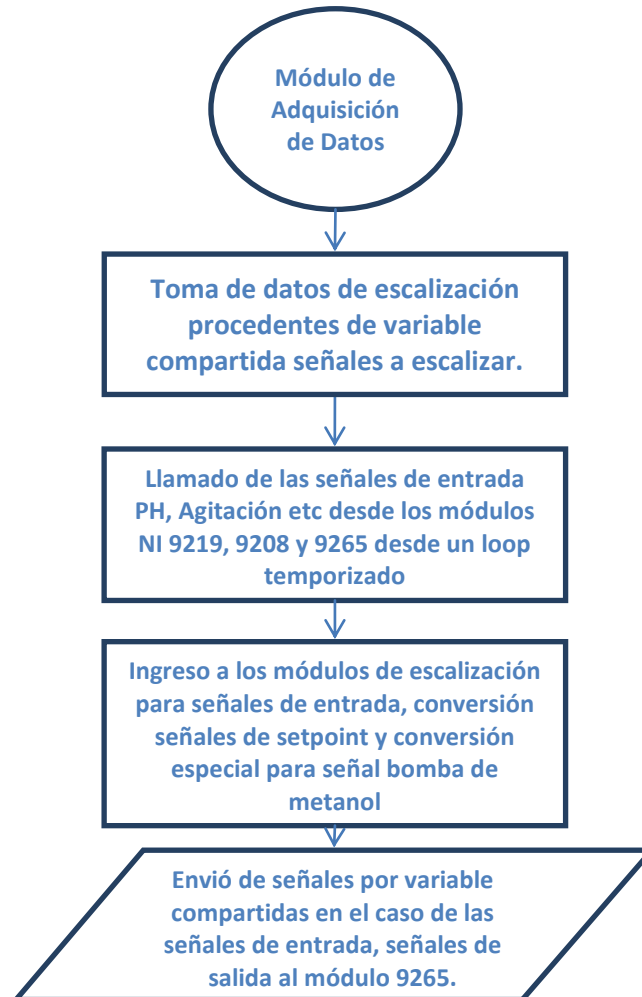 Módulo de
Adquisición
de Datos
Toma de datos de escalización
procedentes de variable
compartida señales a escalizar.
Llamado de las señales de entrada
PH, Agitación etc desde los módulos
NI 9219, 9208 y 9265 desde un loop
temporizado
Ingreso a los módulos de escalización
para señales de entrada, conversión
señales de setpoint y conversión
especial para señal bomba de
metanol
Envió de señales por variable
compartidas en el caso de las
señales de entrada, señales de
salida al módulo 9265.